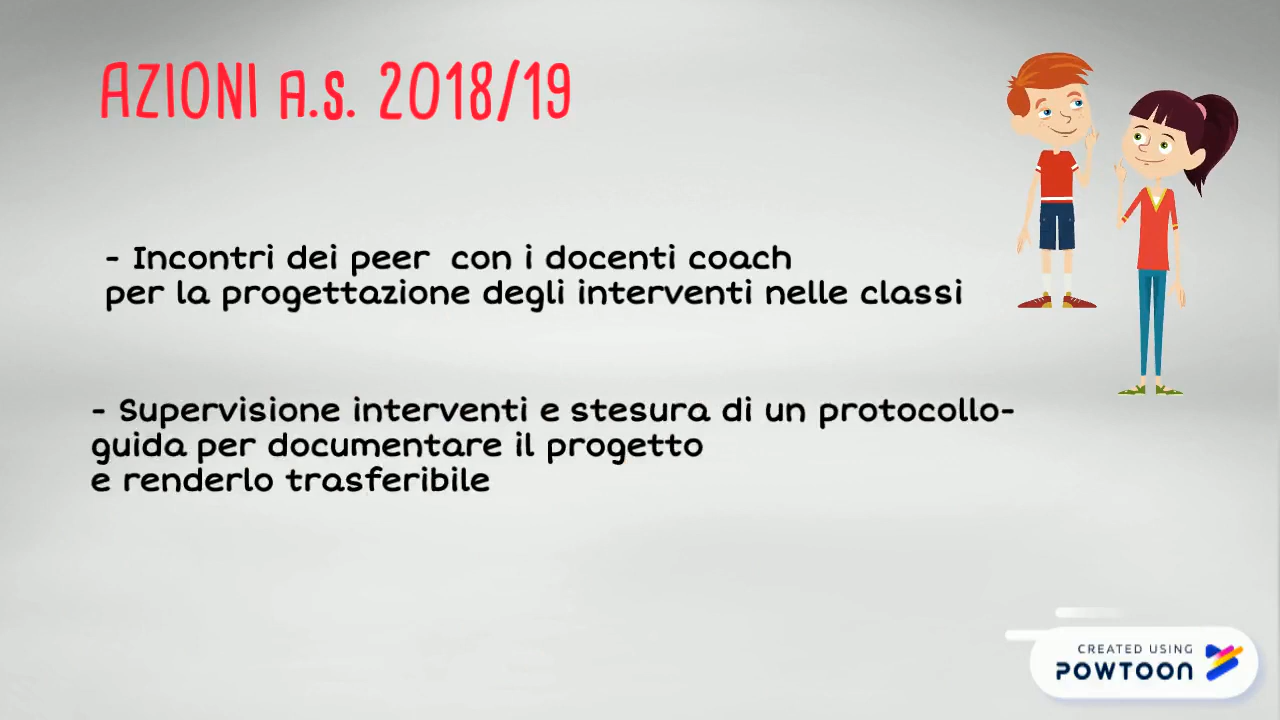 AZIONI A.S. 2018/19
- Incontri dei peer con i docenti coach
per la progettazione degli interventi nelle classi
- Supervisione interventi e stesura di un protocollo-
guida per documentare il progetto
e renderlo trasferibile
CREATED USING
POWTOON